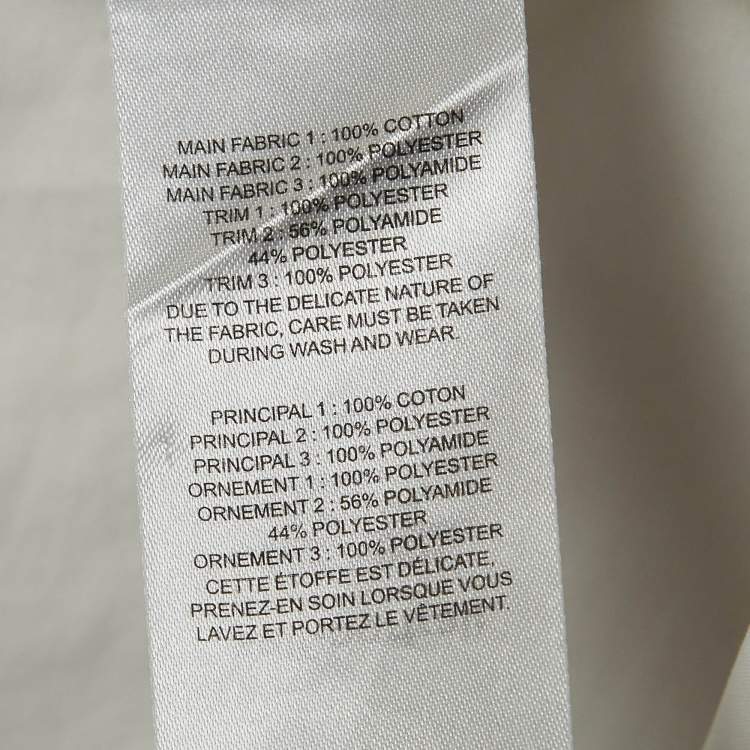 MAIN FABRIC 1 : 100% COTTON
MAIN FABRIC 2 : 100% POLYESTER
MAIN FABRIC 3 : 100% POLYAMIDE
TRIM 1 : 100% POLYESTER
TRIM 2 : 56% POLYAMIDE
44% POLYESTER
TRIM 3 : 100% POLYESTER
DUE TO THE DELICATE NATURE OF
THE FABRIC, CARE MUST BE TAKEN
DURING WASH AND WEAR.
PRINCIPAL 1 : 100% COTON
PRINCIPAL 2 : 100% POLYESTER
PRINCIPAL 3 : 100% POLYAMIDE
ORNEMENT 1 : 100% POLYESTER
ORNEMENT 2 : 56% POLYAMIDE
44% POLYESTER
ORNEMENT 3 : 100% POLYESTER
CETTE ÉTOFFE EST DÉLICATE,
PRENEZ-EN SOIN LORSQUE VOUS
LAVEZ ET PORTEZ LE VÊTEMENT.